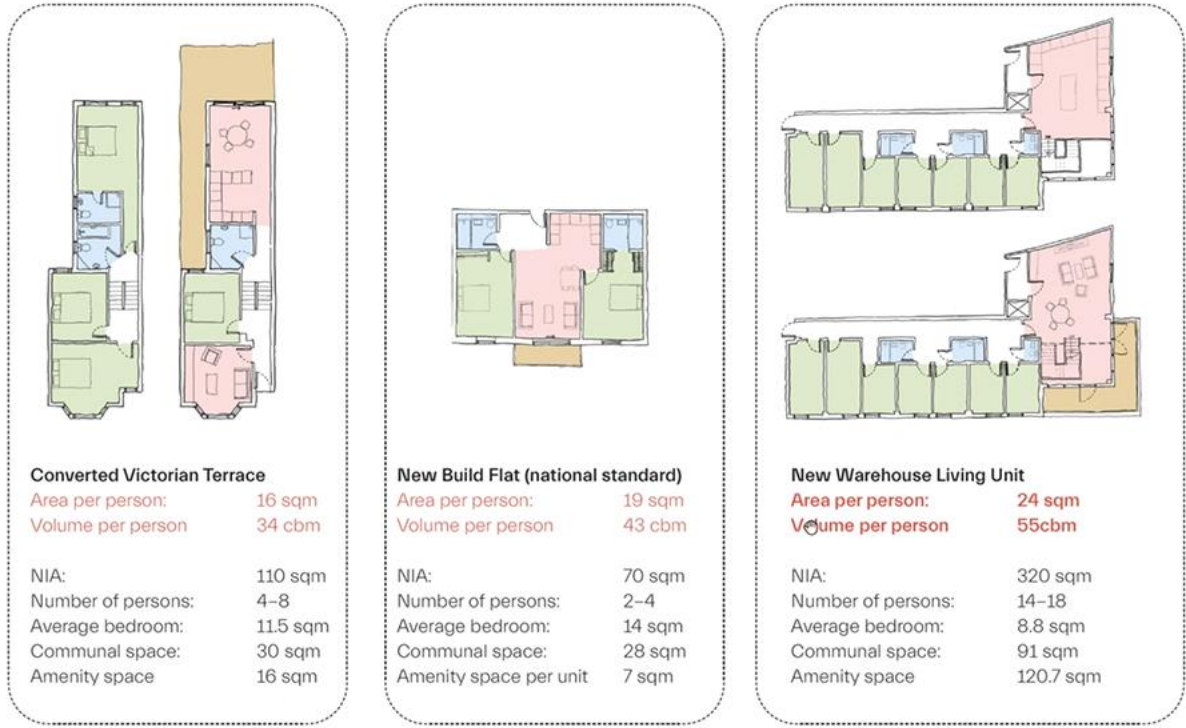 Converted Victorian Terrace
Area per person: 16 sqm
Volume per person 34 cbm
NIA: 110 sqm
Number of persons: 4–8
Average bedroom: 11.5 sqm
Communal space: 30 sqm
Amenity space 16 sqm
New Build Flat (national standard)
Area per person: 19 sqm
Volume per person 43 cbm
NIA: 70 sqm
Number of persons: 2–4
Average bedroom: 14 sqm
Communal space: 28 sqm
Amenity space per unit 7 sqm
New Warehouse Living Unit
Area per person: 24 sqm
Volume per person 55cbm
NIA: 320 sqm
Number of persons: 14–18
Average bedroom: 8.8 sqm
Communal space: 91 sqm
Amenity space 120.7 sqm